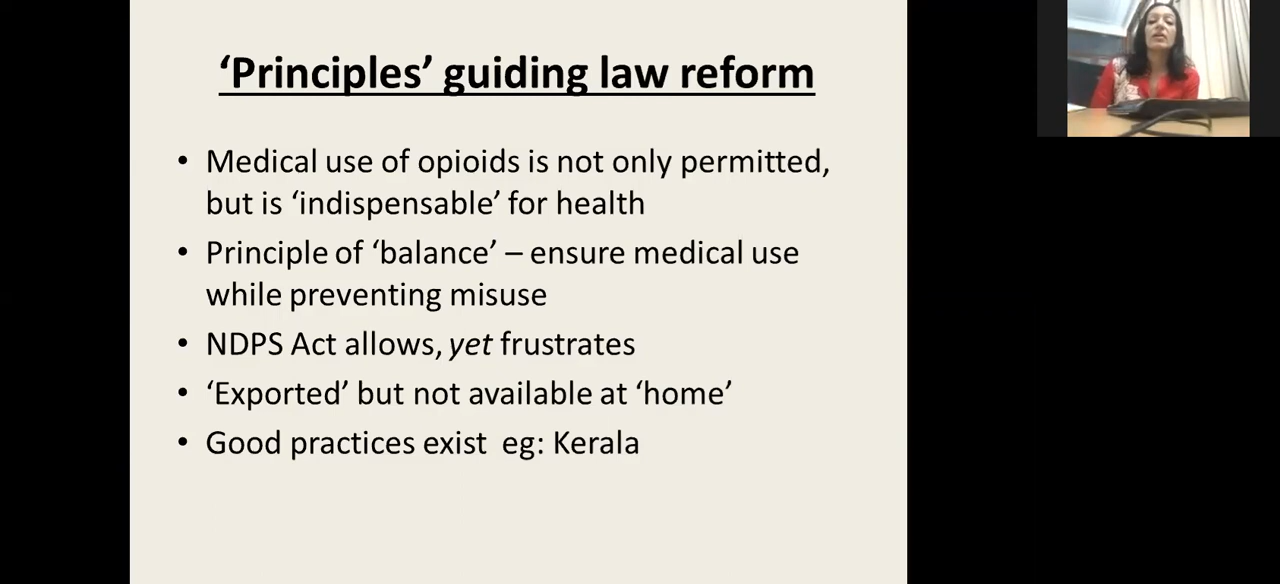 ‘Principles’ guiding law reform
• Medical use of opioids is not only permitted,
but is ‘indispensable’ for health
• Principle of ‘balance’ – ensure medical use
while preventing misuse
• NDPS Act allows, yet frustrates
• ‘Exported’ but not available at ‘home’
• Good practices exist eg: Kerala